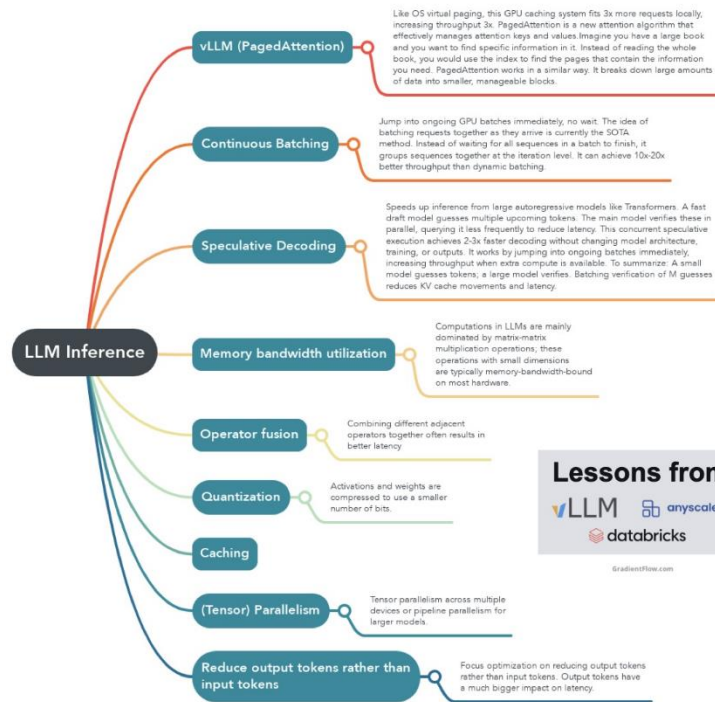 vLLM (PagedAttention)
Like OS virtual paging, this GPU caching system fits 3x more requests locally,
increasing throughput 3x. PagedAttention is a new attention algorithm that
effectively manages attention keys and values.Imagine you have a large book
and you want to find specific information in it. Instead of reading the whole
book, you would use the index to find the pages that contain the information
you need. PagedAttention works in a similar way. It breaks down large amounts
of data into smaller, manageable blocks.
Continuous Batching
Jump into ongoing GPU batches immediately, no wait. The idea of
batching requests together as they arrive is currently the SOTA
method. Instead of waiting for all sequences in a batch to finish, it
groups sequences together at the iteration level. It can achieve 10x-20x
better throughput than dynamic batching.
Speculative Decoding
Speeds up inference from large autoregressive models like Transformers. A fast
draft model guesses multiple upcoming tokens. The main model verifies these in
parallel, querying it less frequently to reduce latency. This concurrent speculative
execution achieves 2-3x faster decoding without changing model architecture,
training, or outputs. It works by jumping into ongoing batches immediately,
increasing throughput when extra compute is available. To summarize: A small
model guesses tokens; a large model verifies. Batching verification of M guesses
reduces KV cache movements and latency.
LLM Inference
Memory bandwidth utilization
Computations in LLMs are mainly
dominated by matrix-matrix
multiplication operations; these
operations with small dimensions
are typically memory-bandwidth-bound
on most hardware.
Operator fusion
Combining different adjacent
operators together often results in
better latency
Quantization
Activations and weights are
compressed to use a smaller
number of bits.
Caching
(Tensor) Parallelism
Tensor parallelism across multiple
devices or pipeline parallelism for
larger models.
Reduce output tokens rather than
input tokens
Focus optimization on reducing output tokens
rather than input tokens. Output tokens have
a much bigger impact on latency.
Lessons from
vLLM anyscale
databricks
GradientFlow.com